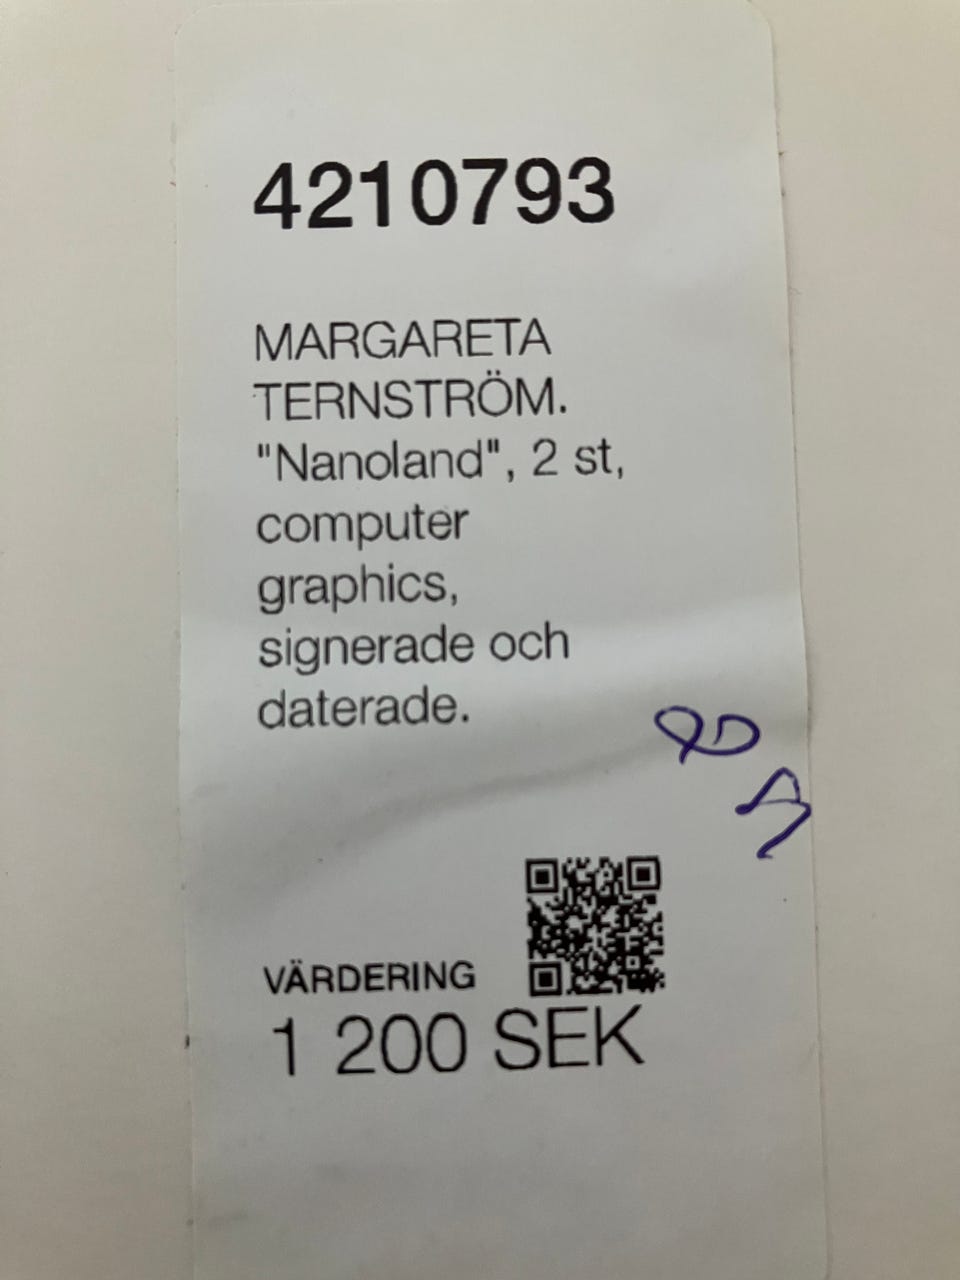 4210793
MARGARETA
TERNSTRÖM.
"Nanoland", 2 st,
computer
graphics,
signerade och
daterade.
VÄRDERING
1 200 SEK